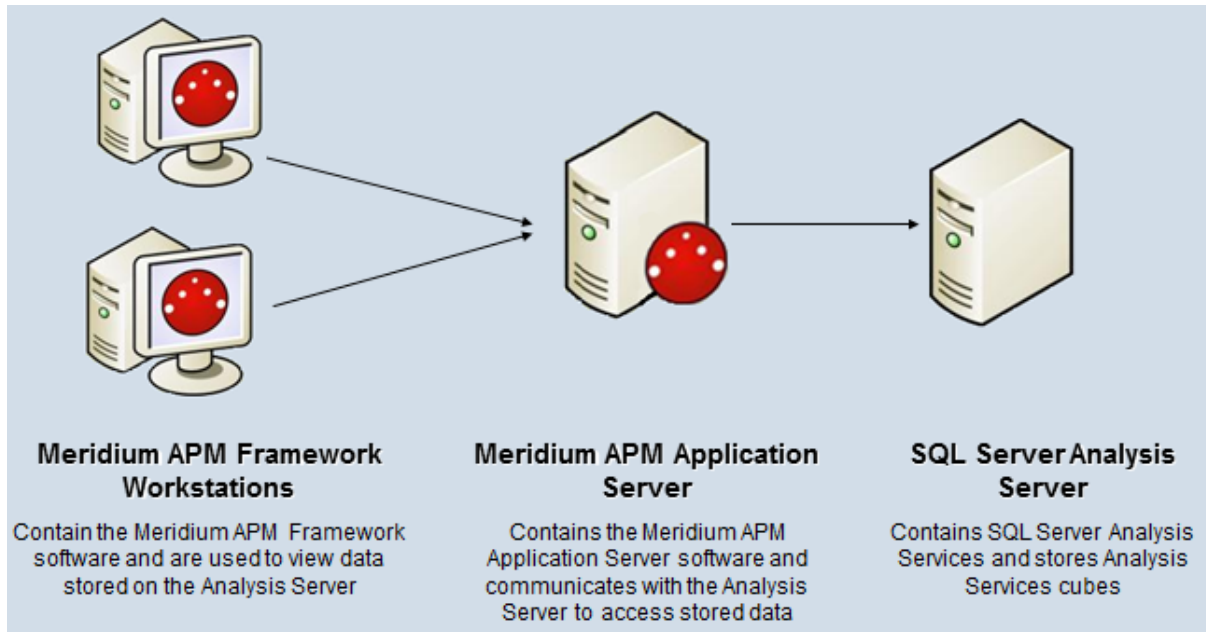 Meridium APM Framework
Workstations
Contain the Meridium APM Framework
software and are used to view data
stored on the Analysis Server
Meridium APM Application
Server
Contains the Meridium APM
Application Server software and
communicates with the Analysis
Server to access stored data
SQL Server Analysis
Server
Contains SQL Server Analysis
Services and stores Analysis
Services cubes